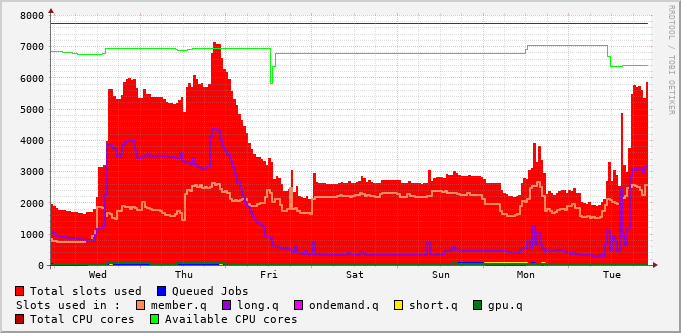 8000
7000
6000
5000
4000
3000
2000
1000
0
Wed Thu Fri Sat Sun Mon Tue
RRDTOOL / TOBI OETIKER
Total slots used Queued Jobs
Slots used in : member.q long.q ondemand.q short.q gpu.q
Total CPU cores Available CPU cores